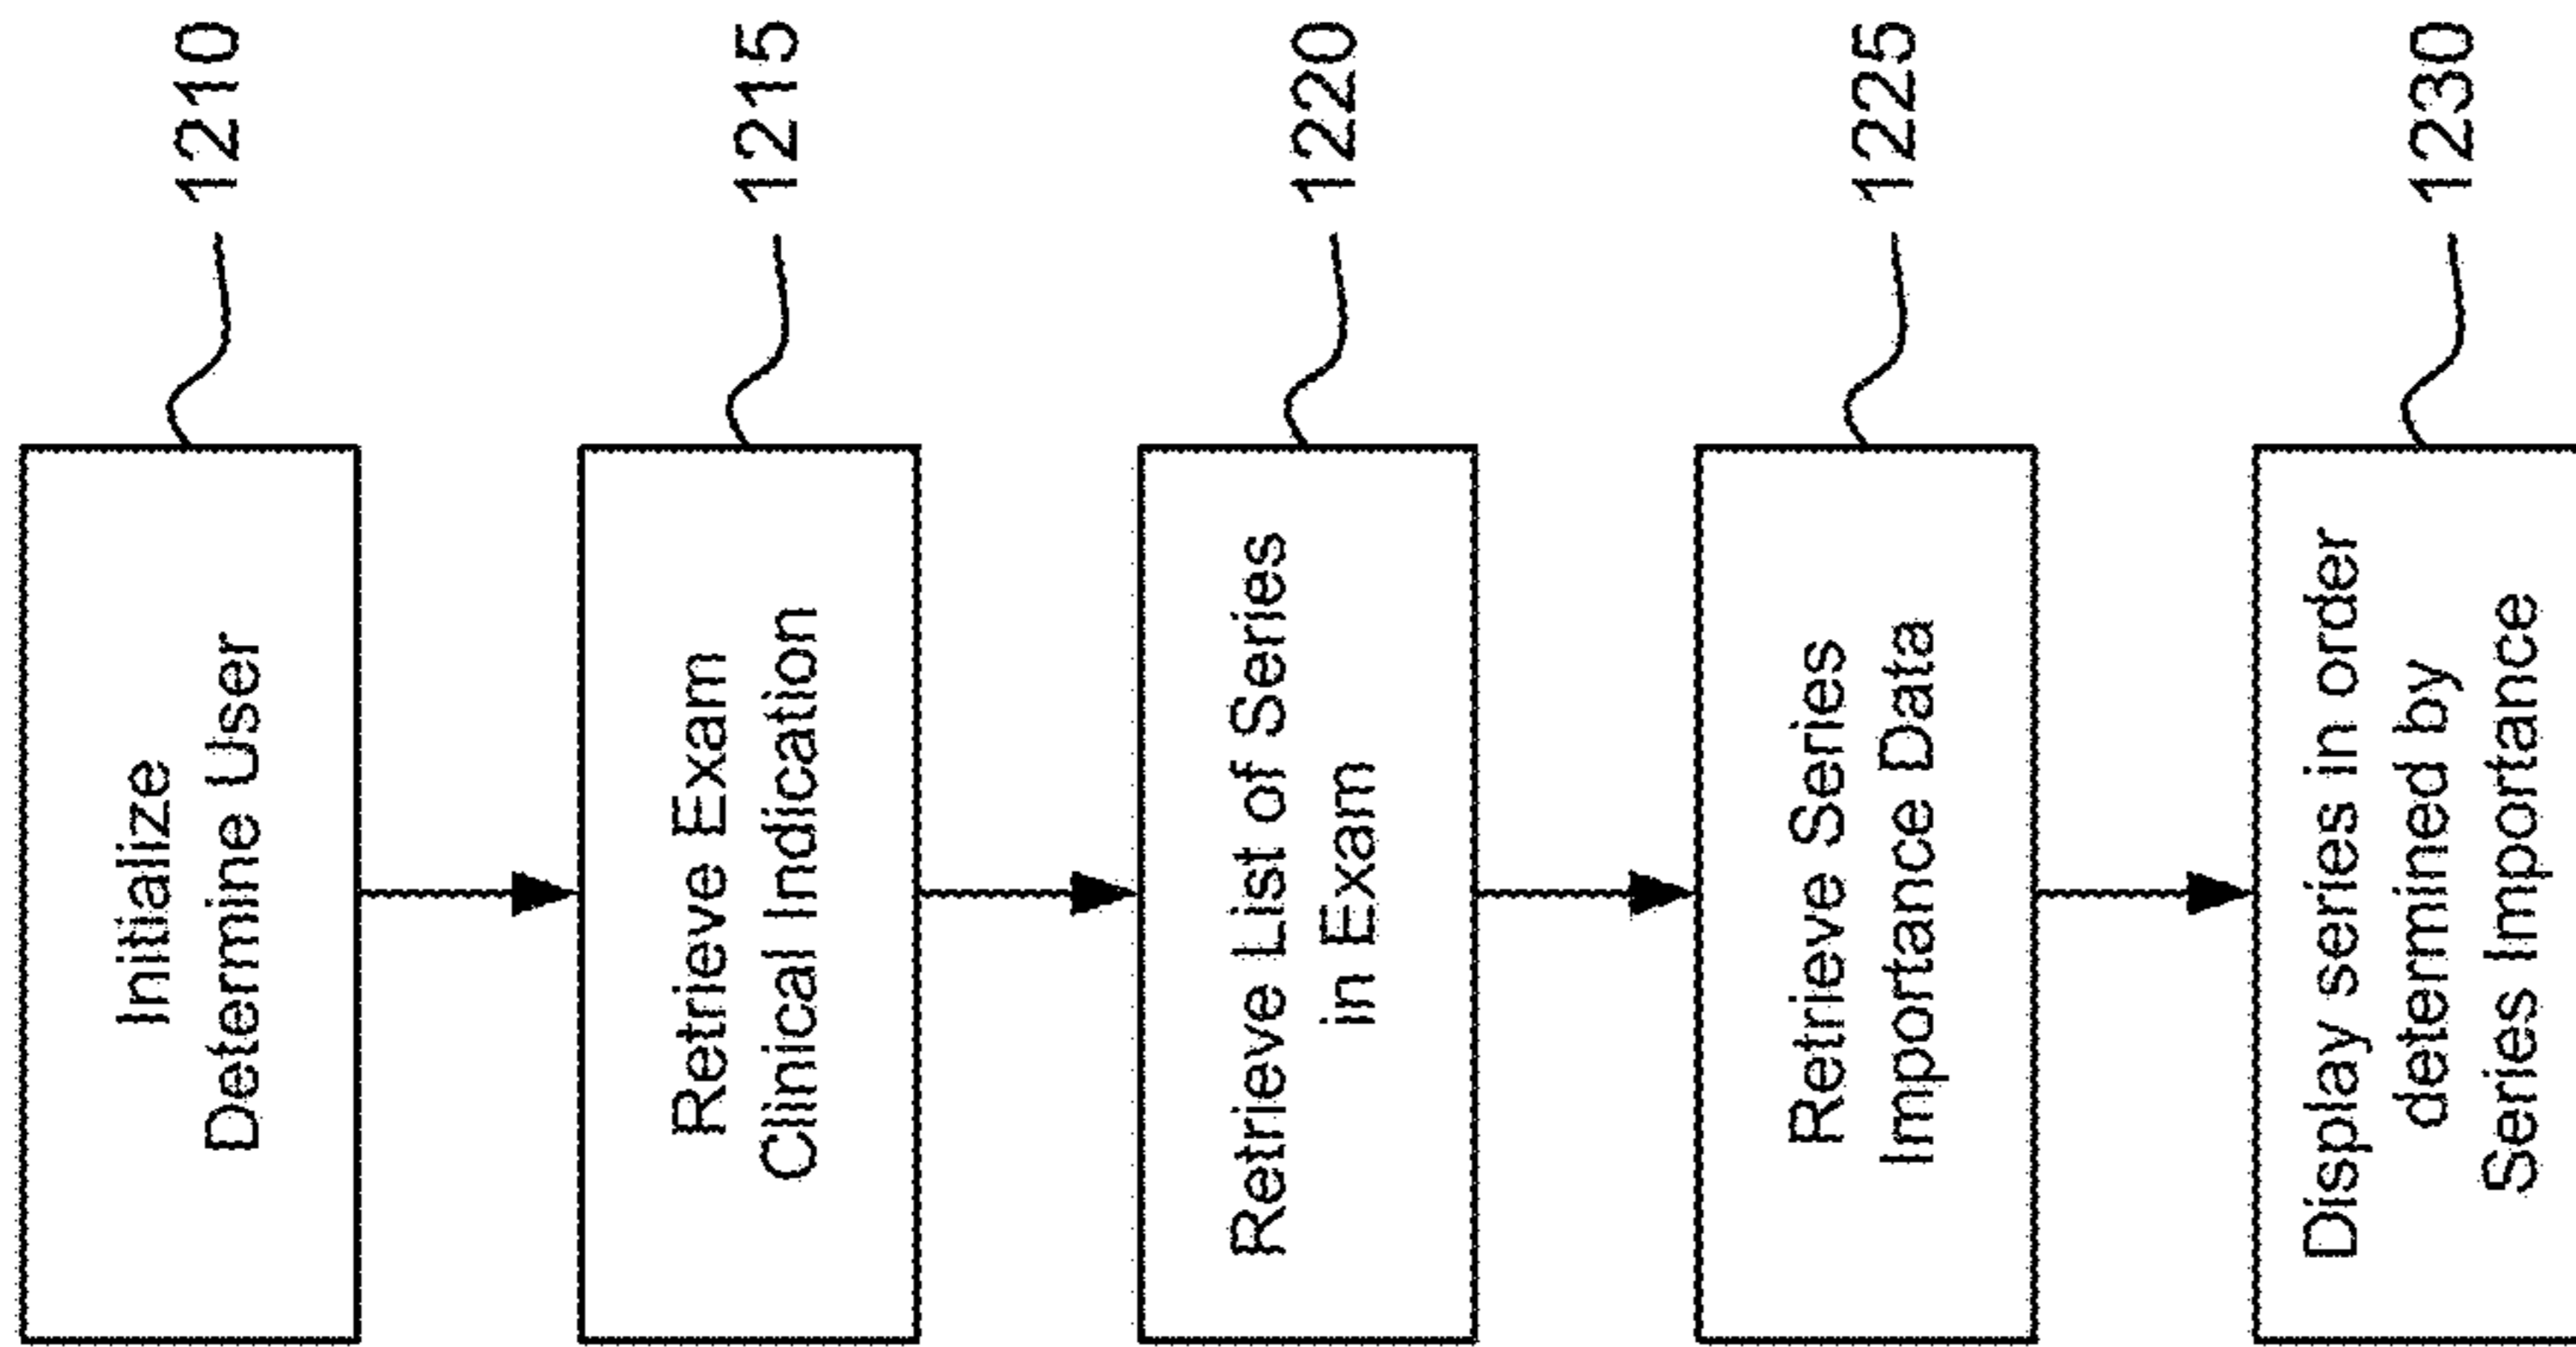 Initialize
Determine User
1210
Retrieve Exam
Clinical Indication
1215
Retrieve List of Series
in Exam
1220
Retrieve Series
Importance Data
1225
Display series in order
determined by
Series Importance
1230